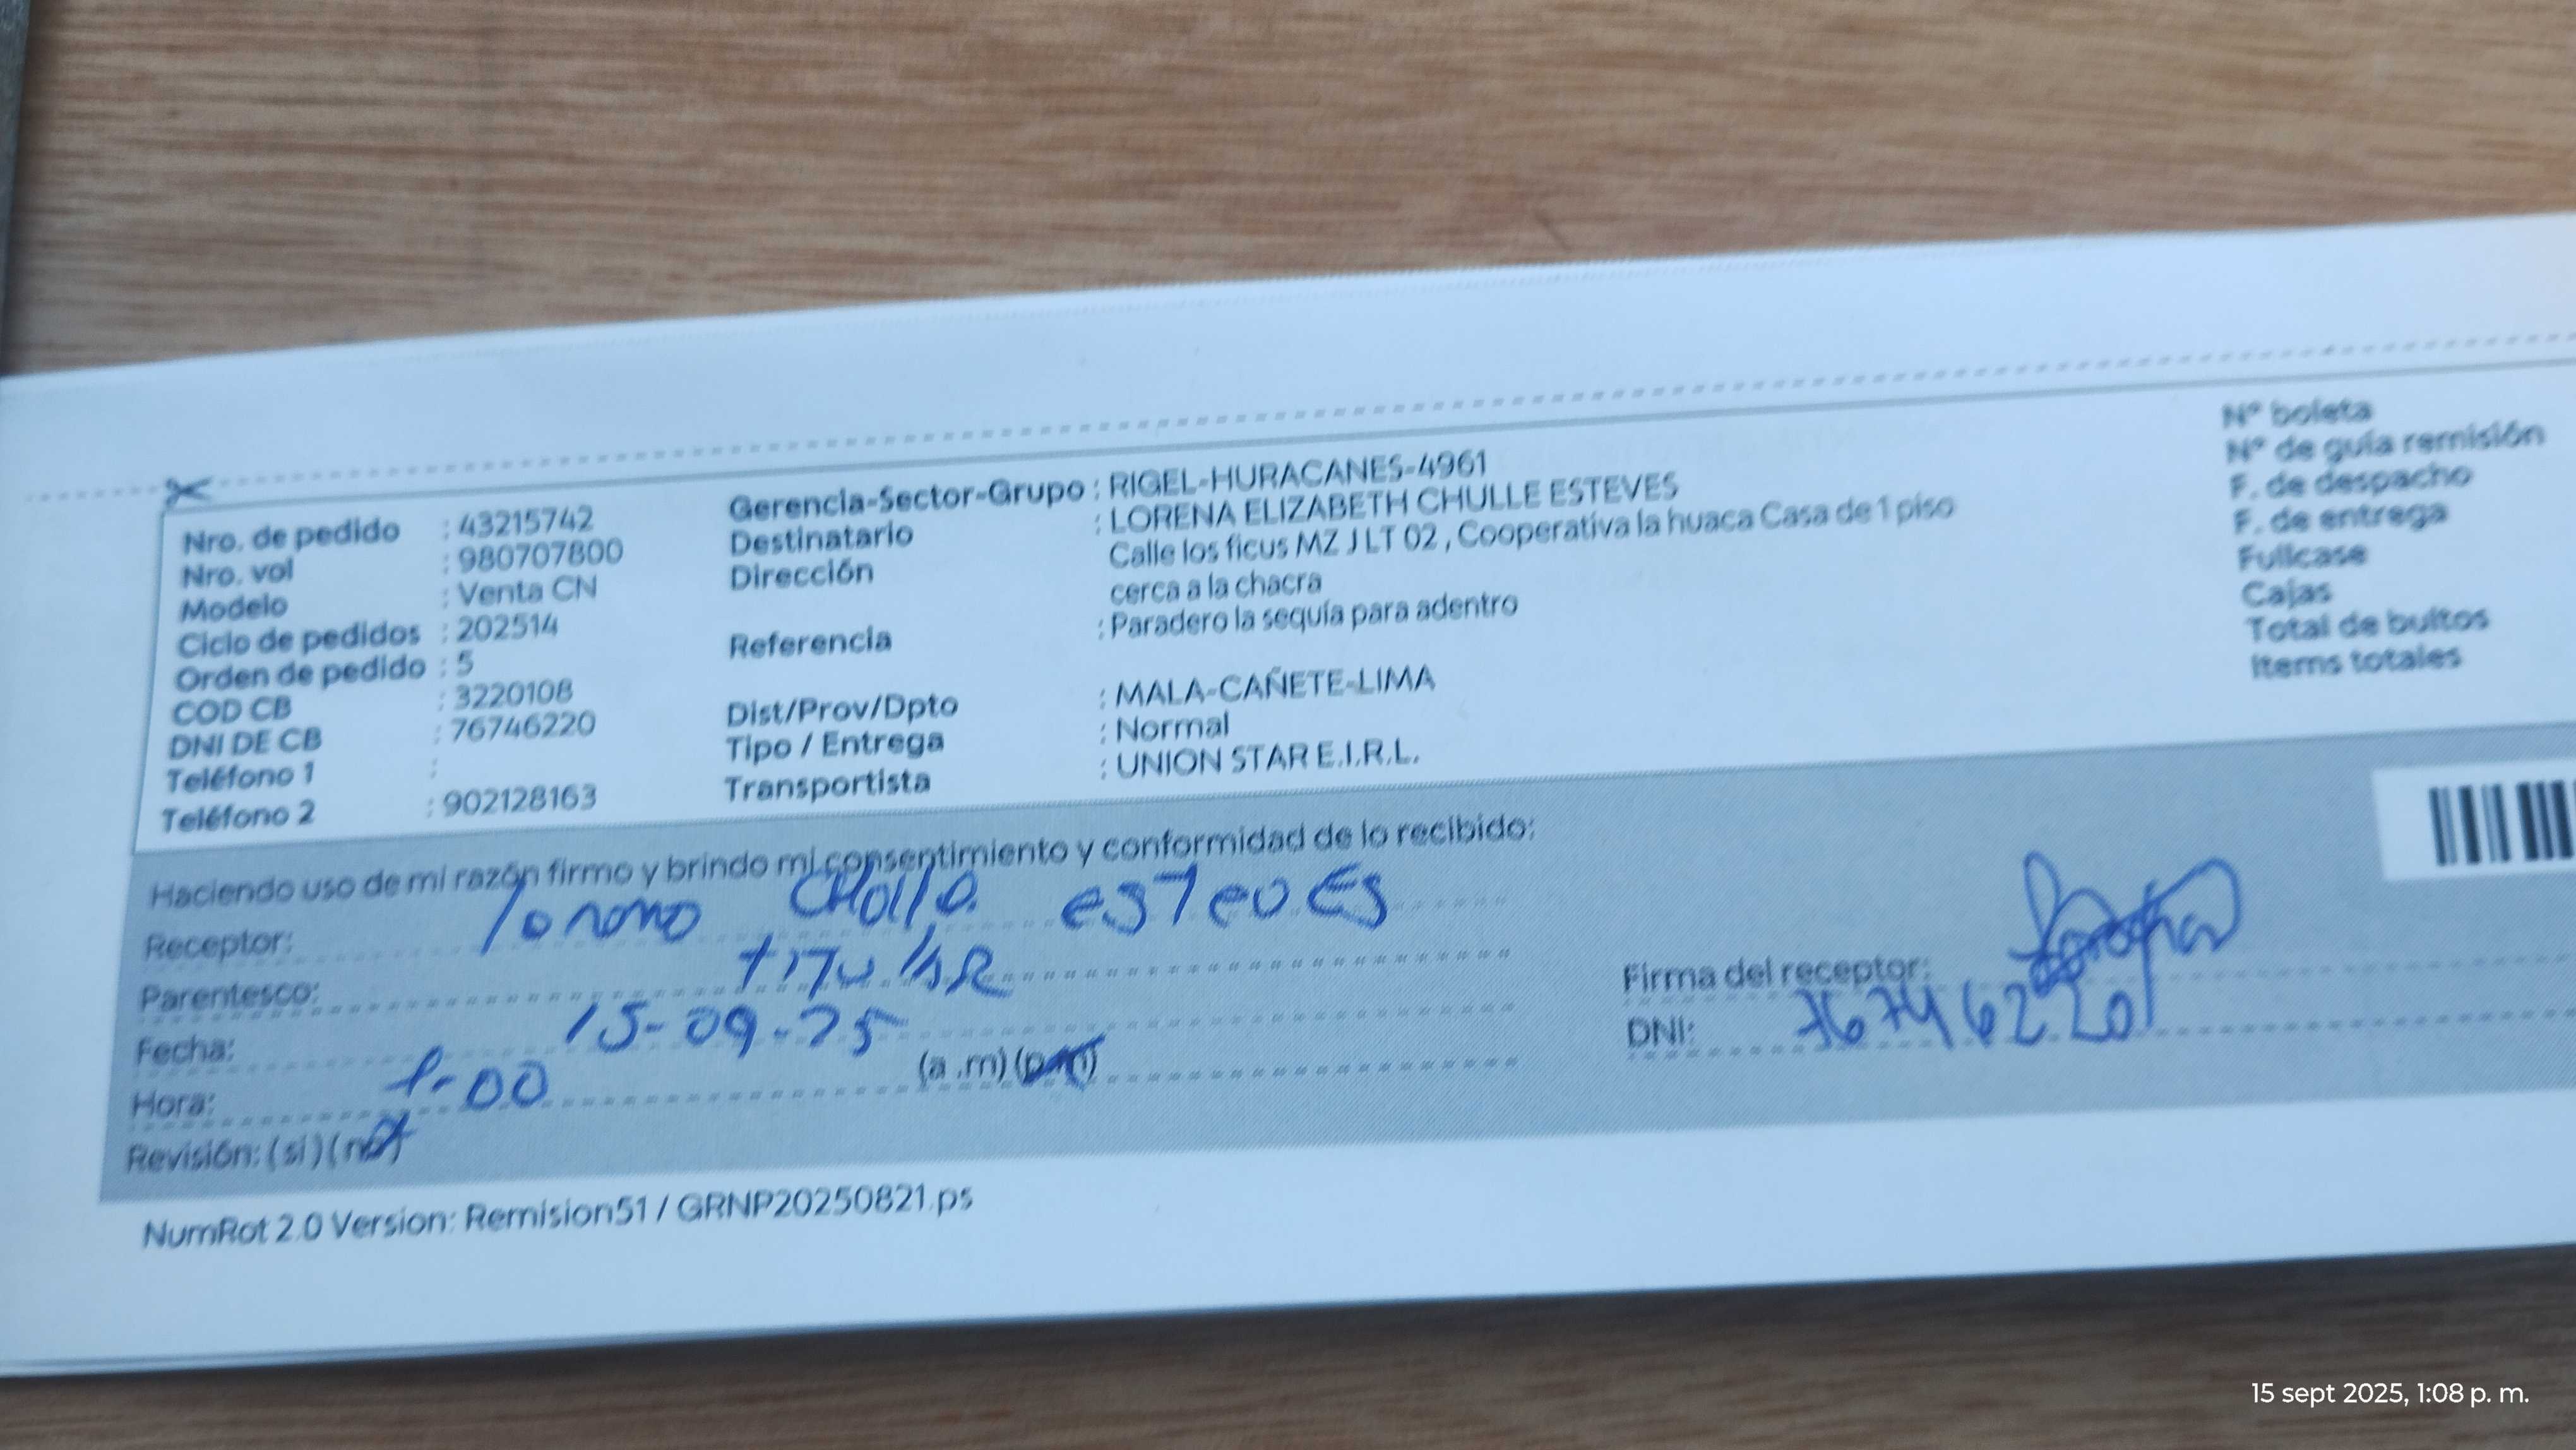 Nro. de pedido : 43215742
Nro. vol : 980707800
Modelo : Venta CN
Ciclo de pedidos : 202514
Orden de pedido : 5
COD CB : 3220108
DNI DE CB : 76746220
Teléfono 1 :
Teléfono 2 : 902128163
Gerencia-Sector-Grupo : RIGEL-HURACANES-4961
Destinatario : LORENA ELIZABETH CHULLE ESTEVES
Dirección Calle los ficus MZ J LT 02 , Cooperativa la huaca Casa de 1 piso
cerca a la chacra
Referencia : Paradero la sequía para adentro
Dist/Prov/Dpto : MALA-CAÑETE-LIMA
Tipo / Entrega : Normal
Transportista : UNION STAR E.I.R.L.
N° boleta
N° de guía remisión
F. de despacho
F. de entrega
Fullcase
Cajas
Total de bultos
Items totales
Haciendo uso de mi razón firmo y brindo mi consentimiento y conformidad de lo recibido:
Receptor: esTevEs
Parentesco: tiTulAR
Fecha: 15-09-25
Hora: 1-00 (a .m) (p.m)
Revisión: ( si ) ( no )
Firma del receptor:
DNI: 76746220
NumRot 2.0 Version: Remision51 / GRNP20250821.ps
15 sept 2025, 1:08 p. m.